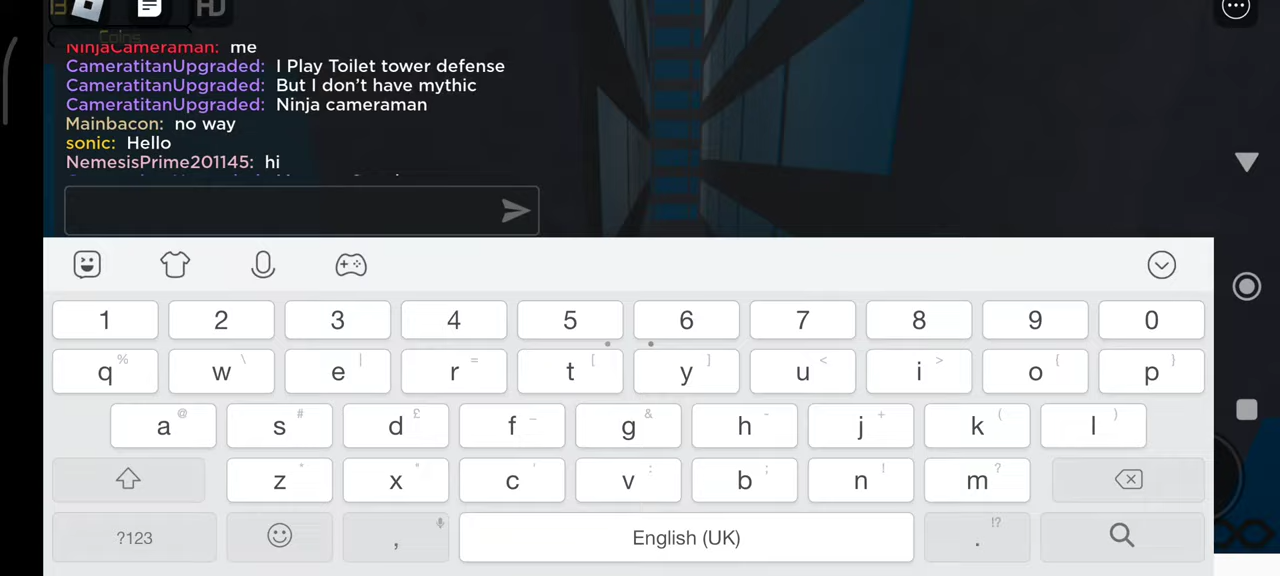 Coins
NinjaCameraman: me
CameratitanUpgraded: I Play Toilet tower defense
CameratitanUpgraded: But I don’t have mythic
CameratitanUpgraded: Ninja cameraman
Mainbacon: no way
sonic: Hello
NemesisPrime201145: hi
1 2 3 4 5 6 7 8 9 0
% \ | = [ ] < > { }
q w e r t y u i o p
@ # £ _ & - + ( )
a s d f g h j k l
* " ' : ; ! ?
z x c v b n m
?123 , English (UK) . !?